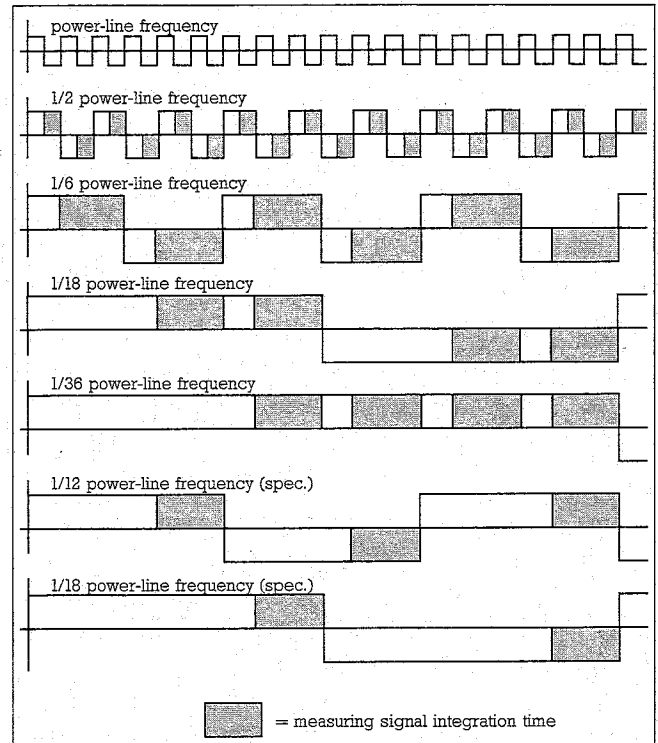 power-line frequency
1/2 power-line frequency
1/6 power-line frequency
1/18 power-line frequency
1/36 power-line frequency
1/12 power-line frequency (spec.)
1/18 power-line frequency (spec.)
= measuring signal integration time